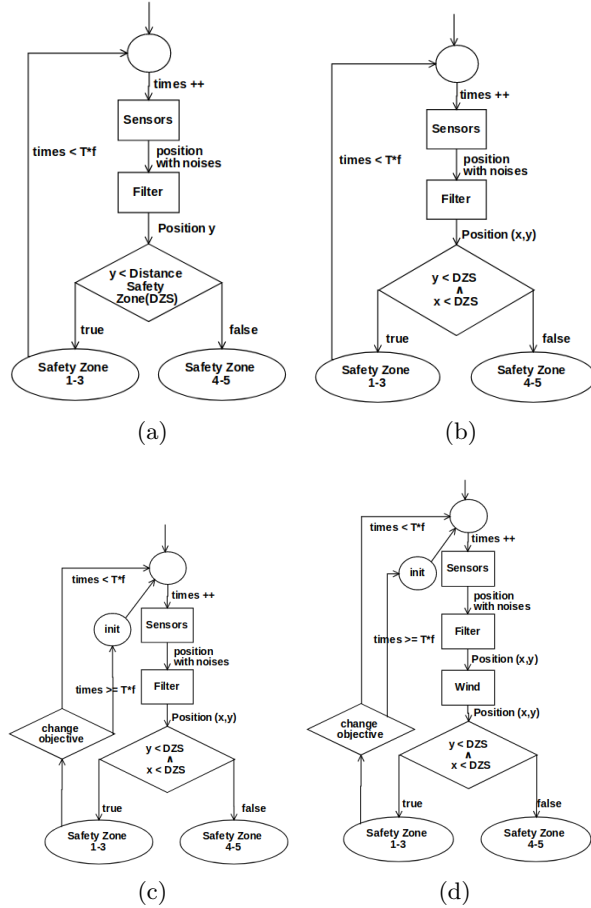 times ++
Sensors
times < T*f
position
with noises
Filter
Position y
y < Distance
Safety
Zone(DZS)
true
false
Safety Zone
1-3
Safety Zone
4-5
(a)
times ++
Sensors
times < T*f
position
with noises
Filter
Position (x,y)
y < DZS
∧
x < DZS
true
false
Safety Zone
1-3
Safety Zone
4-5
(b)
times < T*f
times ++
init
Sensors
position
with noises
times >= T*f
Filter
Position (x,y)
change
objective
y < DZS
∧
x < DZS
true
false
Safety Zone
1-3
Safety Zone
4-5
(c)
times < T*f
times ++
init
Sensors
position
with noises
times >= T*f
Filter
Position (x,y)
Wind
Position (x,y)
change
objective
y < DZS
∧
x < DZS
true
false
Safety Zone
1-3
Safety Zone
4-5
(d)